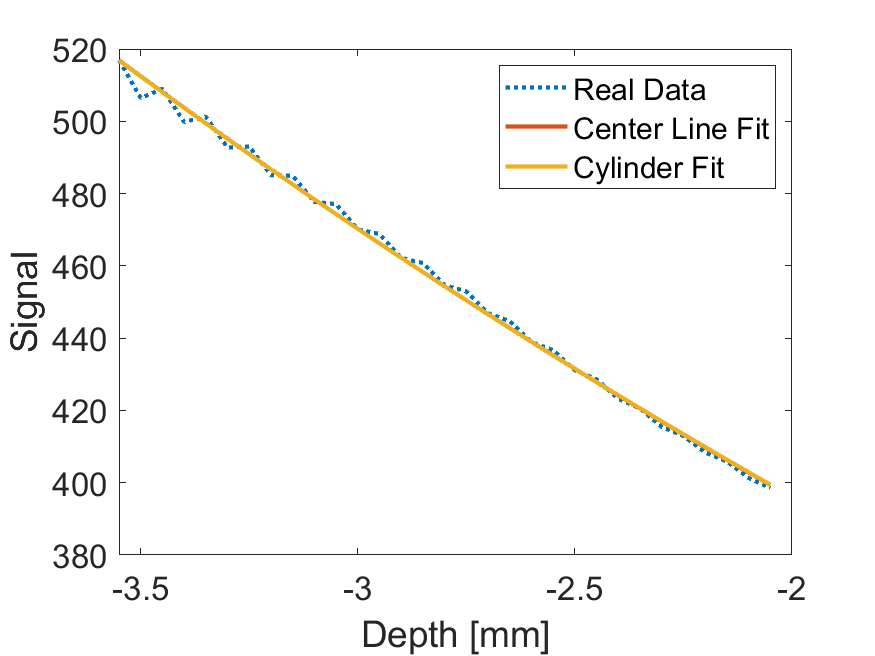 520
500
480
460
440
420
400
380
Signal
Real Data
Center Line Fit
Cylinder Fit
-3.5 -3 -2.5 -2
Depth [mm]